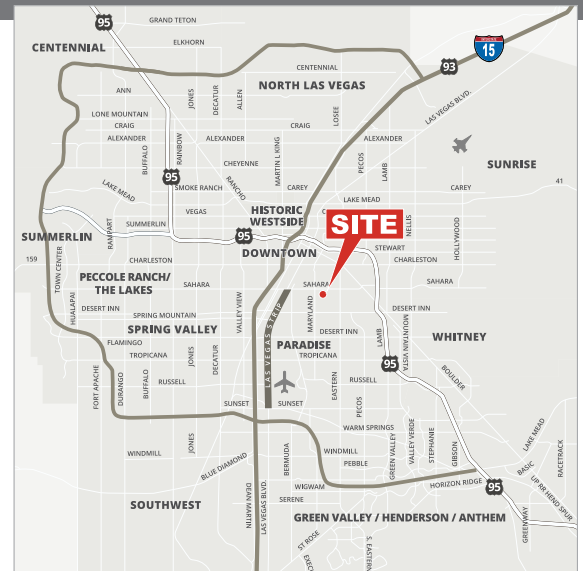 95
GRAND TETON
ELKHORN
CENTENNIAL
15
93
CENTENNIAL
NORTH LAS VEGAS
ANN
JONES
DECATUR
ALLEN
LOSEE
LAS VEGAS BLVD.
LONE MOUNTAIN
CRAIG
CRAIG
ALEXANDER
ALEXANDER
ALEXANDER
BUFFALO
RAINBOW
CHEYENNE
MARTIN L KING
PECOS
LAMB
SUNRISE
95
SMOKE RANCH
RANCHO
CAREY
CAREY
41
LAKE MEAD
LAKE MEAD
VEGAS
HISTORIC
WESTSIDE
SITE
NELLIS
HOLLYWOOD
SUMMERLIN
RAMPART
SUMMERLIN
95
STEWART
159
TOWN CENTER
CHARLESTON
DOWNTOWN
CHARLESTON
PECCOLE RANCH/
THE LAKES
SAHARA
SAHARA
SAHARA
HUALAPAI
DESERT INN
SPRING MOUNTAIN
VALLEY VIEW
LAS VEGAS STRIP
MARYLAND
DESERT INN
DESERT INN
SPRING VALLEY
FLAMINGO
PARADISE
LAMB
MOUNTAIN VISTA
WHITNEY
TROPICANA
JONES
DECATUR
TROPICANA
95
BOULDER
FORT APACHE
DURANGO
BUFFALO
RUSSELL
EASTERN
RUSSELL
SUNSET
SUNSET
PECOS
WARM SPRINGS
GREEN VALLEY
VALLEY VERDE
STEPHANIE
GIBSON
LAKE MEAD
RACETRACK
WINDMILL
JONES
BLUE DIAMOND
BERMUDA
WINDMILL
PEBBLE
BASIC
HORIZON RIDGE
95
UP RR HEND SPUR
DEAN MARTIN
LAS VEGAS BLVD.
WIGWAM
SERENE
SOUTHWEST
GREEN VALLEY / HENDERSON / ANTHEM
GREENWAY
ST ROSE
S. EASTERN